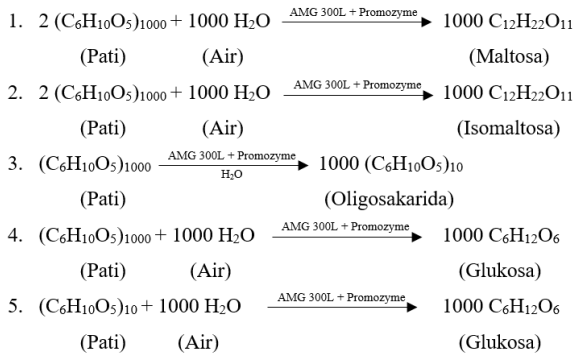 1. 2 (C₆H₁₀O₅)₁₀₀₀ + 1000 H₂O AMG 300L + Promozyme 1000 C₁₂H₂₂O₁₁
(Pati) (Air) (Maltosa)
2. 2 (C₆H₁₀O₅)₁₀₀₀ + 1000 H₂O AMG 300L + Promozyme 1000 C₁₂H₂₂O₁₁
(Pati) (Air) (Isomaltosa)
3. (C₆H₁₀O₅)₁₀₀₀ AMG 300L + Promozyme H₂O 1000 (C₆H₁₀O₅)₁₀
(Pati) (Oligosakarida)
4. (C₆H₁₀O₅)₁₀₀₀ + 1000 H₂O AMG 300L + Promozyme 1000 C₆H₁₂O₆
(Pati) (Air) (Glukosa)
5. (C₆H₁₀O₅)₁₀ + 1000 H₂O AMG 300L + Promozyme 1000 C₆H₁₂O₆
(Pati) (Air) (Glukosa)